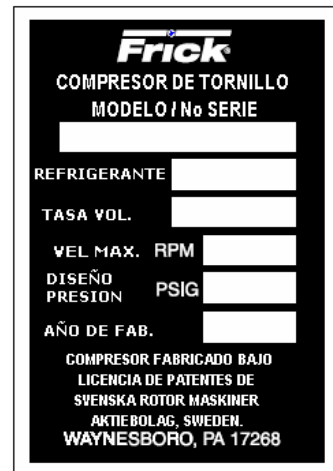 Frick
COMPRESOR DE TORNILLO
MODELO / No SERIE
REFRIGERANTE
TASA VOL.
VEL MAX. RPM
DISEÑO
PRESION PSIG
AÑO DE FAB.
COMPRESOR FABRICADO BAJO
LICENCIA DE PATENTES DE
SVENSKA ROTOR MASKINER
AKTIEBOLAG, SWEDEN.
WAYNESBORO, PA 17268